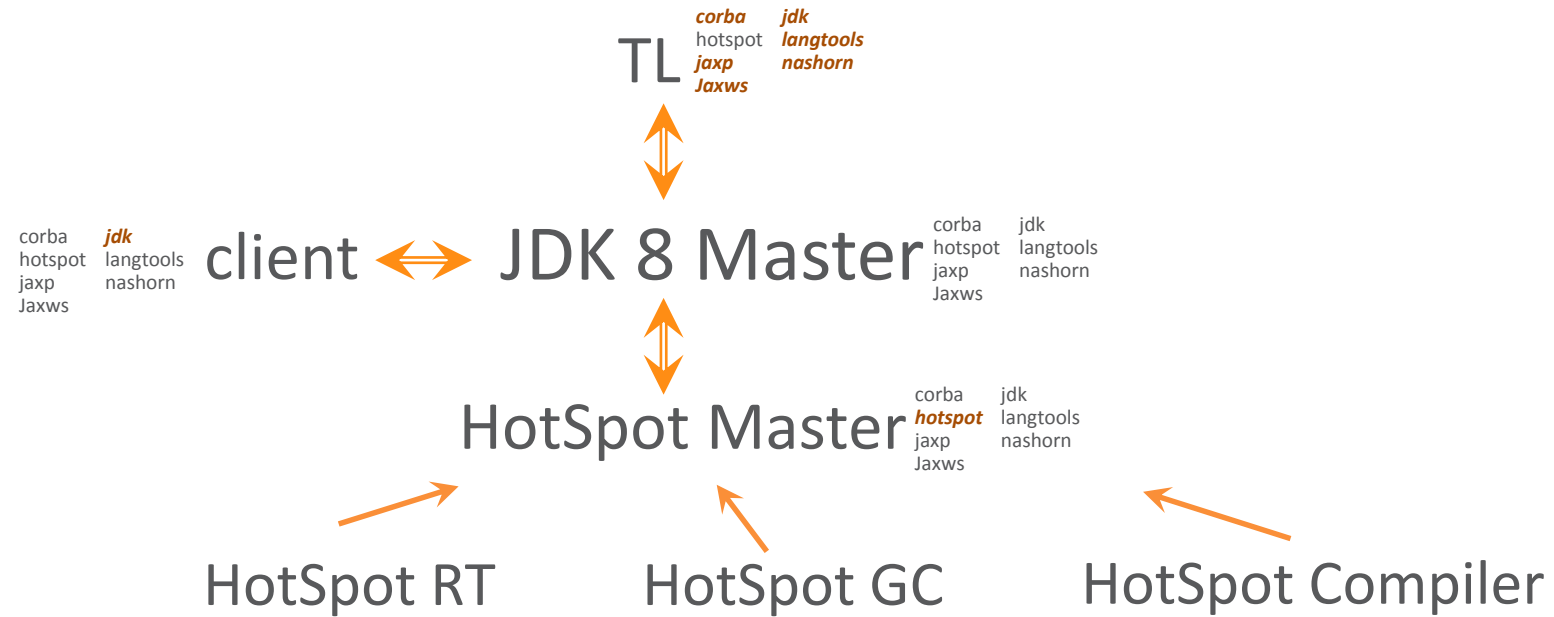 TL
corba jdk
hotspot langtools
jaxp nashorn
Jaxws
corba jdk
hotspot langtools
jaxp nashorn
Jaxws
client
JDK 8 Master
corba jdk
hotspot langtools
jaxp nashorn
Jaxws
HotSpot Master
corba jdk
hotspot langtools
jaxp nashorn
Jaxws
HotSpot RT
HotSpot GC
HotSpot Compiler